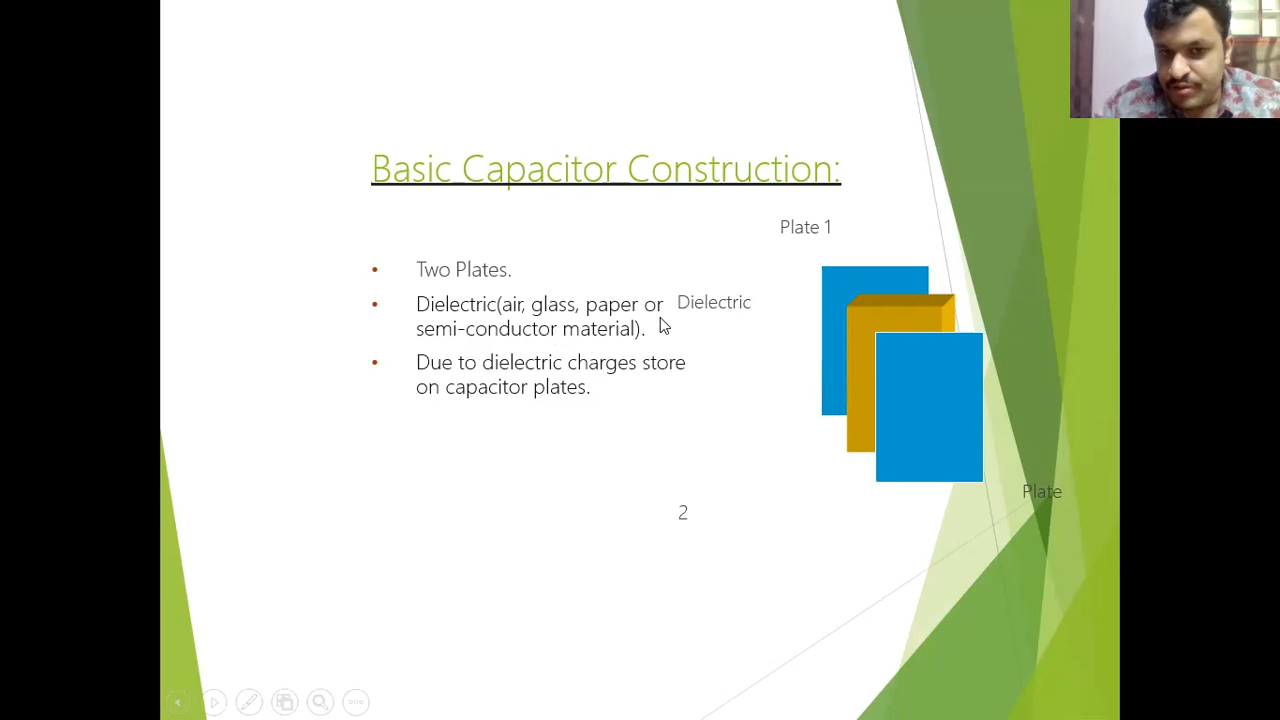 Basic Capacitor Construction:
Plate 1
• Two Plates.
• Dielectric(air, glass, paper or
semi-conductor material).
Dielectric
• Due to dielectric charges store
on capacitor plates.
Plate
2